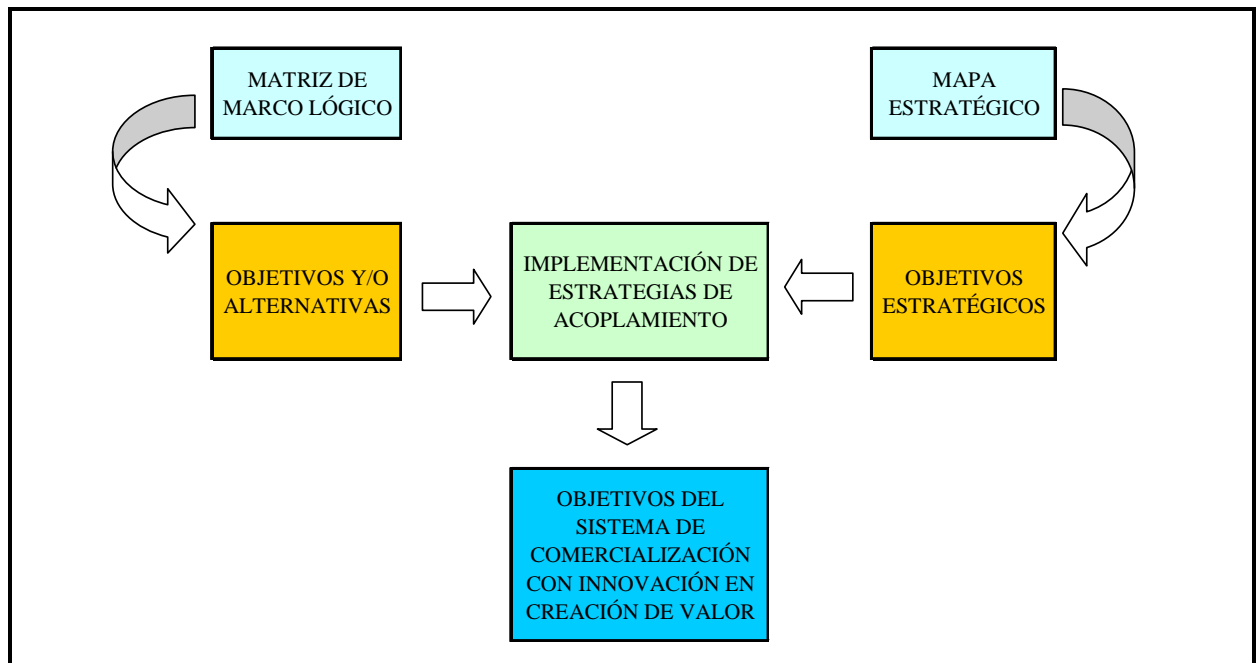 MATRIZ DE
MARCO LÓGICO
MAPA
ESTRATÉGICO
OBJETIVOS Y/O
ALTERNATIVAS
IMPLEMENTACIÓN DE
ESTRATEGIAS DE
ACOPLAMIENTO
OBJETIVOS
ESTRATÉGICOS
OBJETIVOS DEL
SISTEMA DE
COMERCIALIZACIÓN
CON INNOVACIÓN EN
CREACIÓN DE VALOR